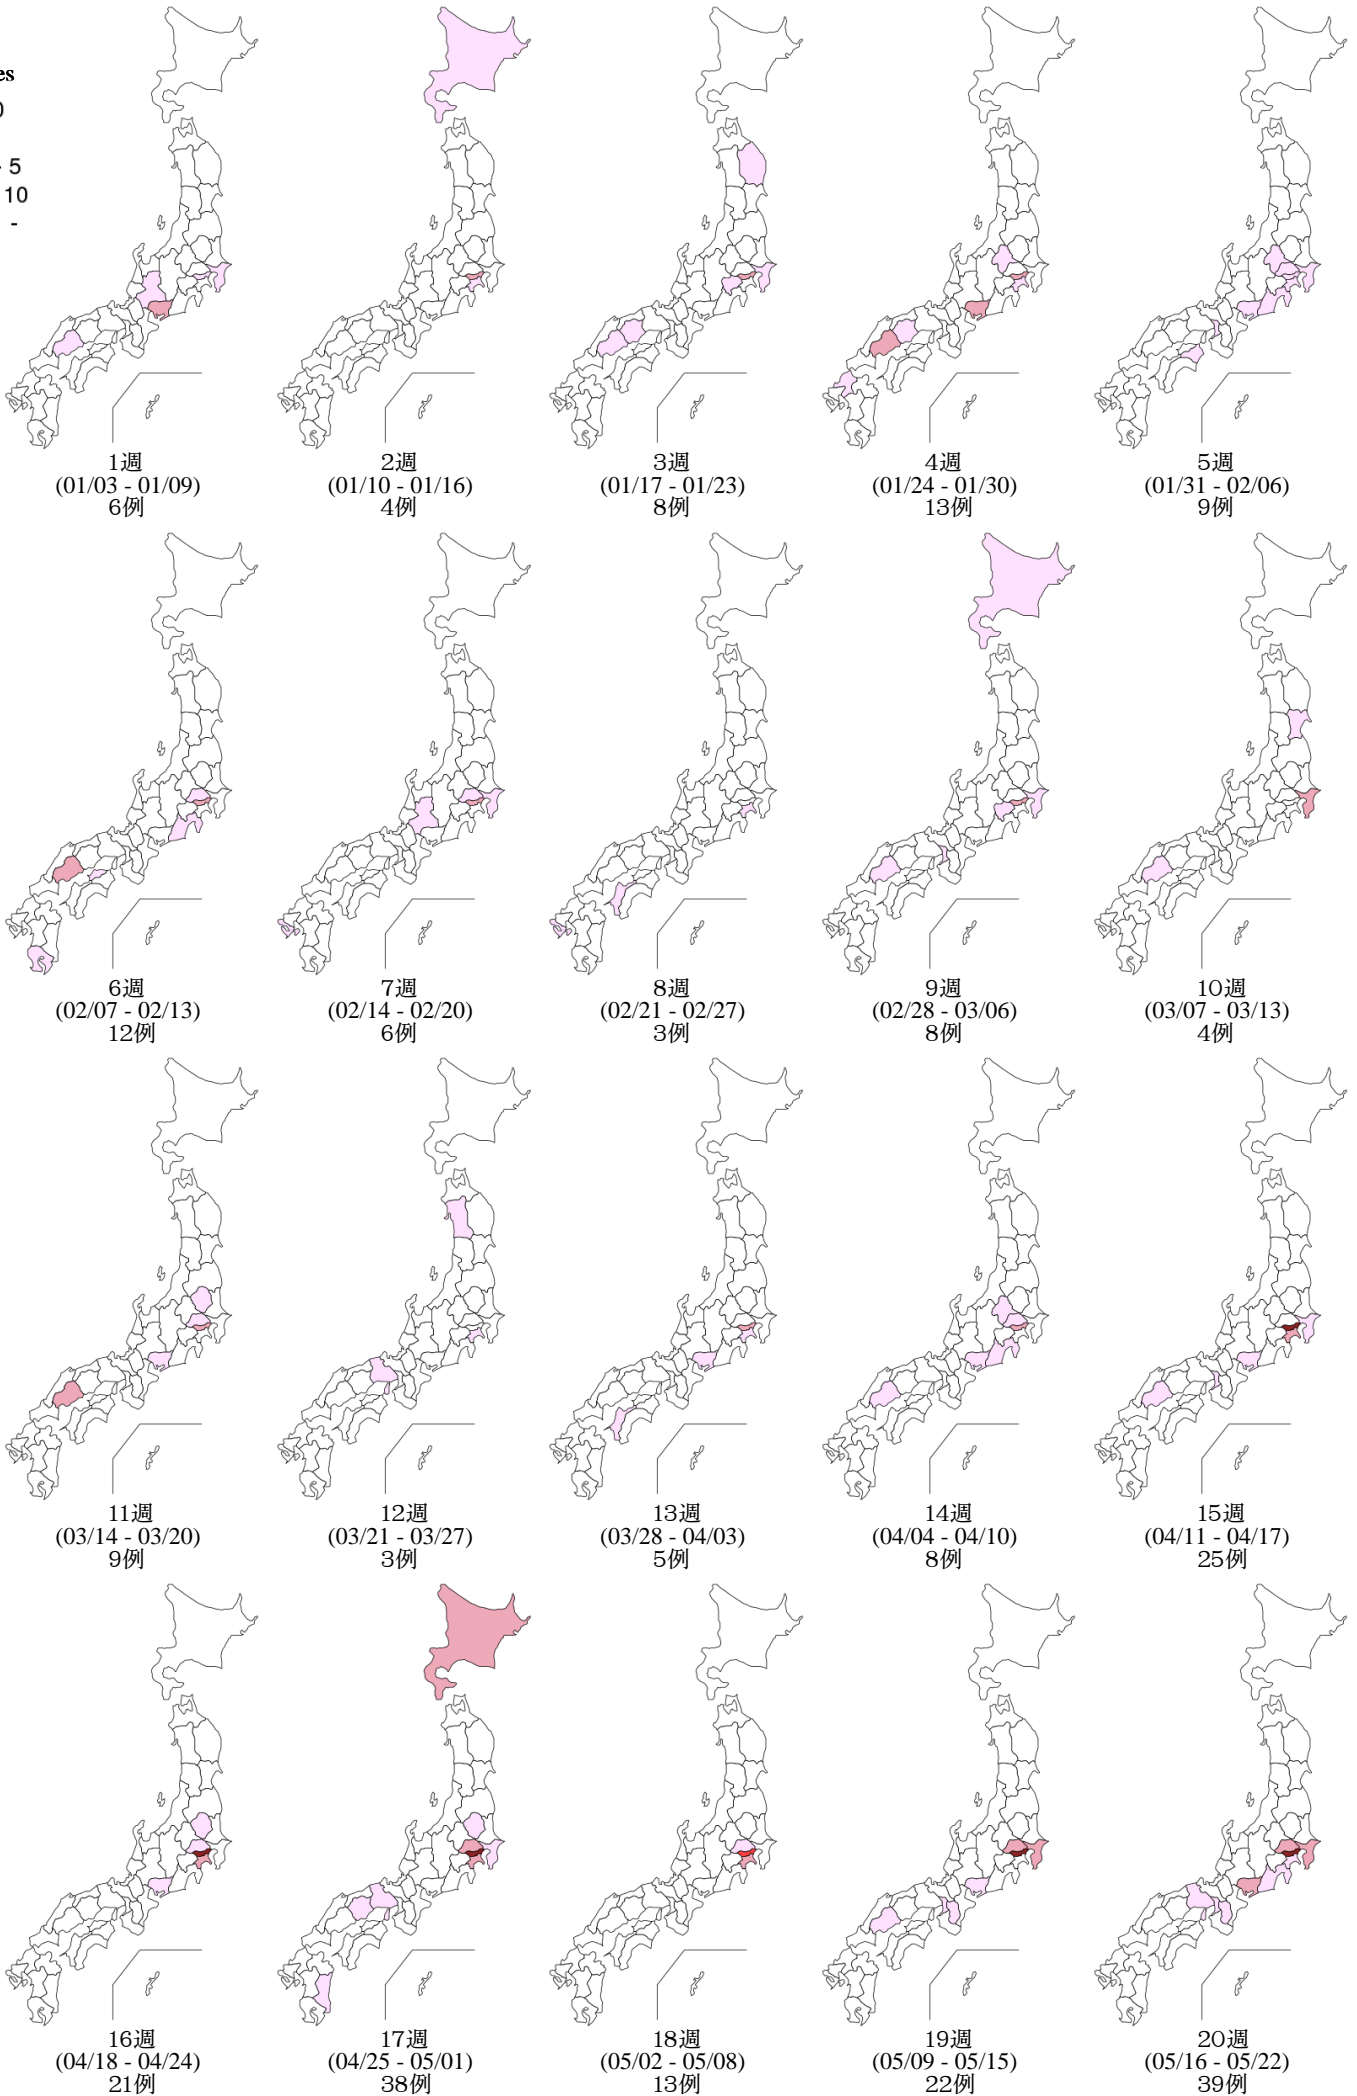 es
0
- 5
10
-
1週
(01/03 - 01/09)
6例
2週
(01/10 - 01/16)
4例
3週
(01/17 - 01/23)
8例
4週
(01/24 - 01/30)
13例
5週
(01/31 - 02/06)
9例
6週
(02/07 - 02/13)
12例
7週
(02/14 - 02/20)
6例
8週
(02/21 - 02/27)
3例
9週
(02/28 - 03/06)
8例
10週
(03/07 - 03/13)
4例
11週
(03/14 - 03/20)
9例
12週
(03/21 - 03/27)
3例
13週
(03/28 - 04/03)
5例
14週
(04/04 - 04/10)
8例
15週
(04/11 - 04/17)
25例
16週
(04/18 - 04/24)
21例
17週
(04/25 - 05/01)
38例
18週
(05/02 - 05/08)
13例
19週
(05/09 - 05/15)
22例
20週
(05/16 - 05/22)
39例